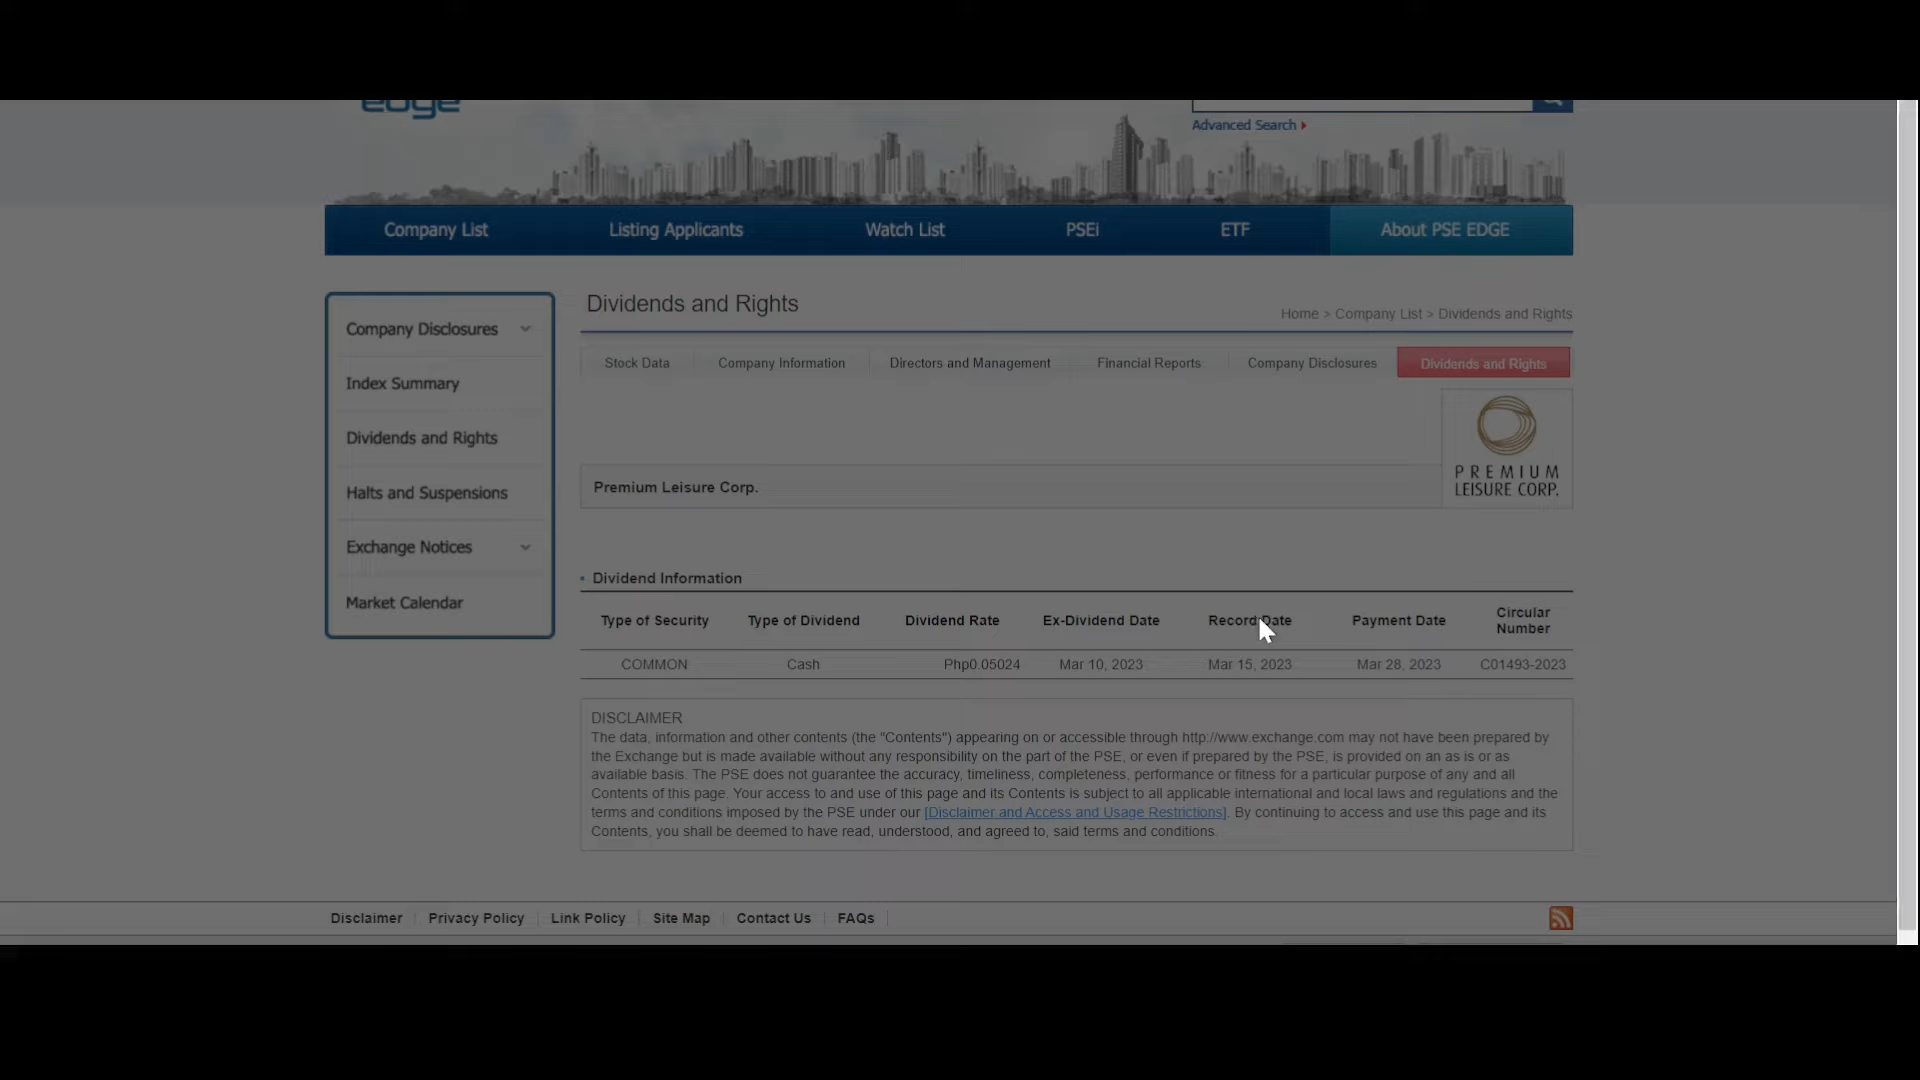 edge
Advanced Search
Company List Listing Applicants Watch List PSEi ETF About PSE EDGE
Company Disclosures
Index Summary
Dividends and Rights
Halts and Suspensions
Exchange Notices
Market Calendar
Dividends and Rights
Home > Company List > Dividends and Rights
Stock Data Company Information Directors and Management Financial Reports Company Disclosures Dividends and Rights
PREMIUM
LEISURE CORP.
Premium Leisure Corp.
Dividend Information
Type of Security Type of Dividend Dividend Rate Ex-Dividend Date Record Date Payment Date Circular Number
COMMON Cash Php0.05024 Mar 10, 2023 Mar 15, 2023 Mar 28, 2023 C01493-2023
DISCLAIMER
The data, information and other contents (the "Contents") appearing on or accessible through http://www.exchange.com may not have been prepared by
the Exchange but is made available without any responsibility on the part of the PSE, or even if prepared by the PSE, is provided on an as is or as
available basis. The PSE does not guarantee the accuracy, timeliness, completeness, performance or fitness for a particular purpose of any and all
Contents of this page. Your access to and use of this page and its Contents is subject to all applicable international and local laws and regulations and the
terms and conditions imposed by the PSE under our [Disclaimer and Access and Usage Restrictions]. By continuing to access and use this page and its
Contents, you shall be deemed to have read, understood, and agreed to, said terms and conditions.
Disclaimer Privacy Policy Link Policy Site Map Contact Us FAQs